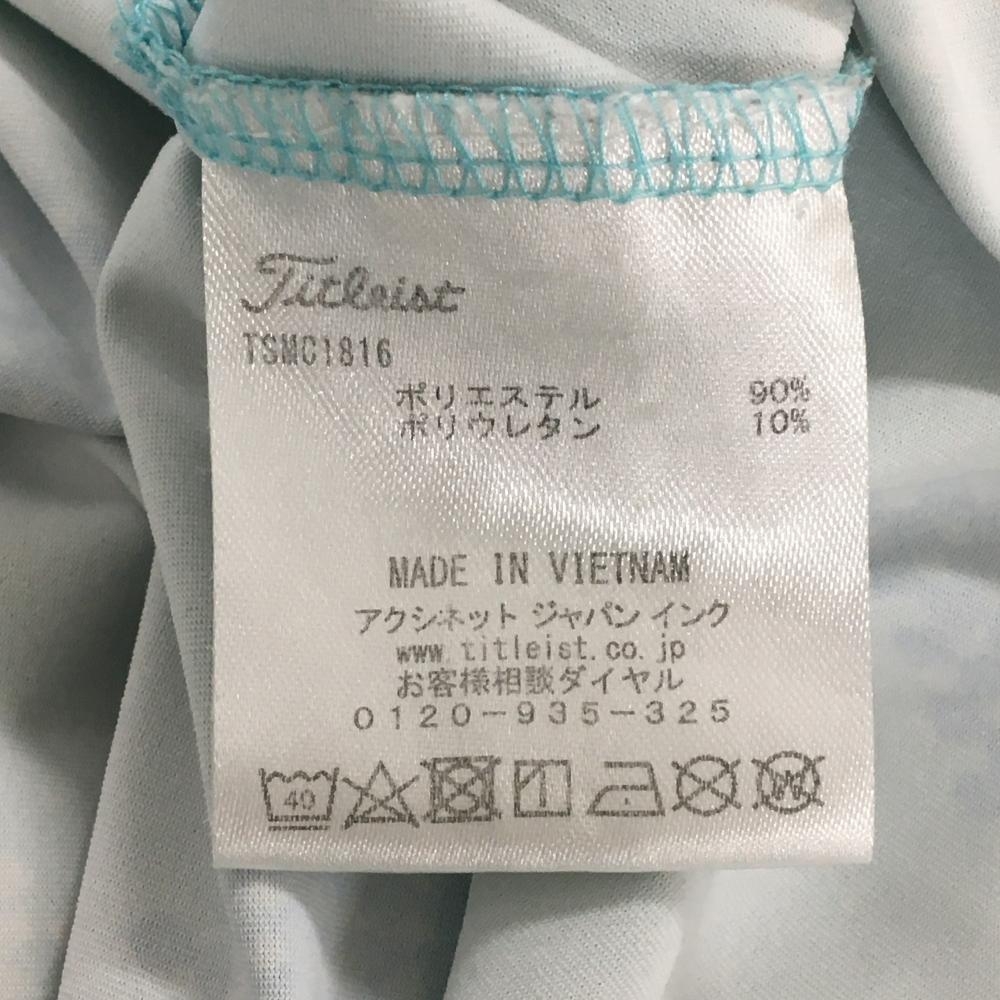 Titleist
TSMC1816
ポリエステル 90%
ポリウレタン 10%
MADE IN VIETNAM
アクシネット ジャパン インク
www.titleist.co.jp
お客様相談ダイヤル
0120-935-325
40
W